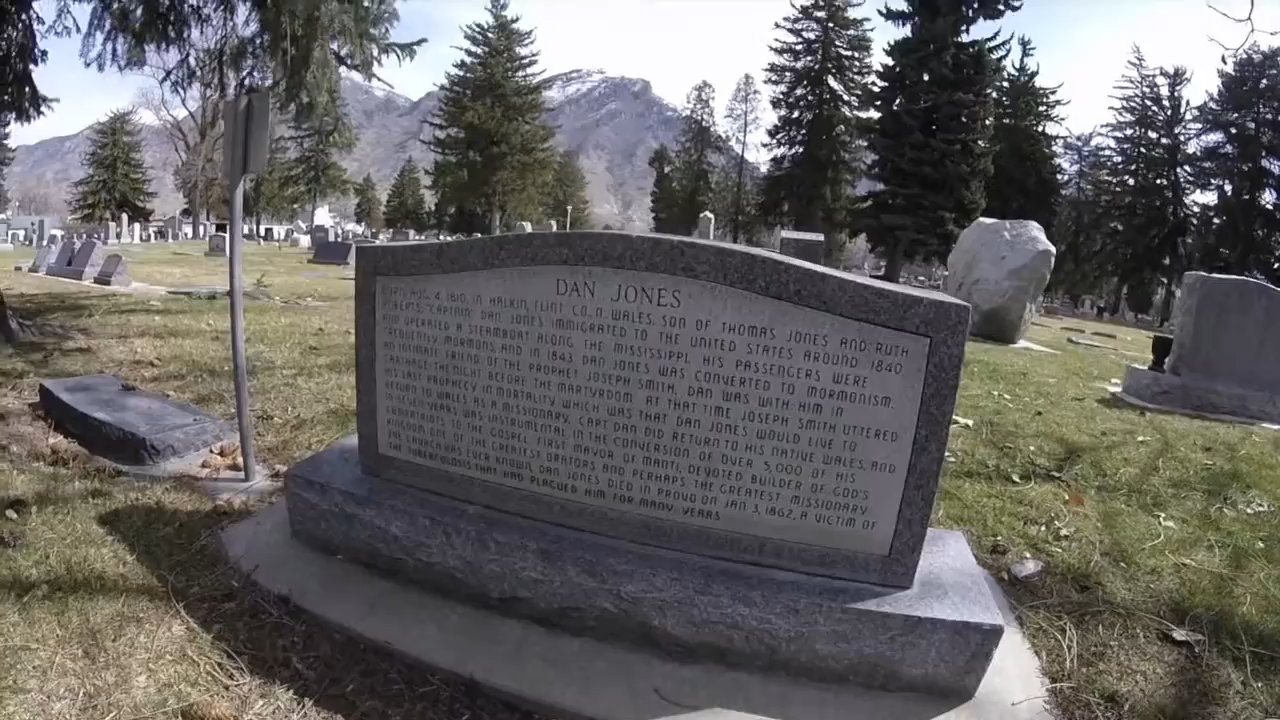 DAN JONES
BORN AUG. 4, 1810, IN HALKIN, FLINT CO., N. WALES, SON OF THOMAS JONES AND RUTH
ROBERTS, "CAPTAIN" DAN JONES IMMIGRATED TO THE UNITED STATES AROUND 1840
AND OPERATED A STEAMBOAT ALONG THE MISSISSIPPI. HIS PASSENGERS WERE
FREQUENTLY MORMONS, AND IN 1843 DAN JONES WAS CONVERTED TO MORMONISM.
AN INTIMATE FRIEND OF THE PROPHET JOSEPH SMITH, DAN WAS WITH HIM IN
CARTHAGE THE NIGHT BEFORE THE MARTYRDOM. AT THAT TIME JOSEPH SMITH UTTERED
HIS LAST PROPHECY IN MORTALITY, WHICH WAS THAT DAN JONES WOULD LIVE TO
RETURN TO WALES AS A MISSIONARY. CAPT. DAN DID RETURN TO HIS NATIVE WALES, AND
IN YEARS WAS INSTRUMENTAL IN THE CONVERSION OF OVER 5,000 OF HIS
COMPATRIOTS TO THE GOSPEL. FIRST MAYOR OF MANTI, DEVOTED BUILDER OF GOD'S
KINGDOM, ONE OF THE GREATEST ORATORS AND PERHAPS THE GREATEST MISSIONARY
THE CHURCH HAS EVER KNOWN, DAN JONES DIED IN PROVO ON JAN. 3, 1862, A VICTIM OF
THE TUBERCULOSIS THAT HAD PLAGUED HIM FOR MANY YEARS